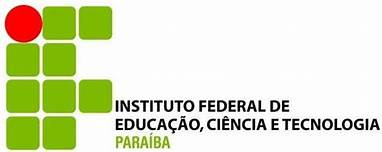 INSTITUTO FEDERAL DE
EDUCAÇÃO, CIÊNCIA E TECNOLOGIA
PARAÍBA